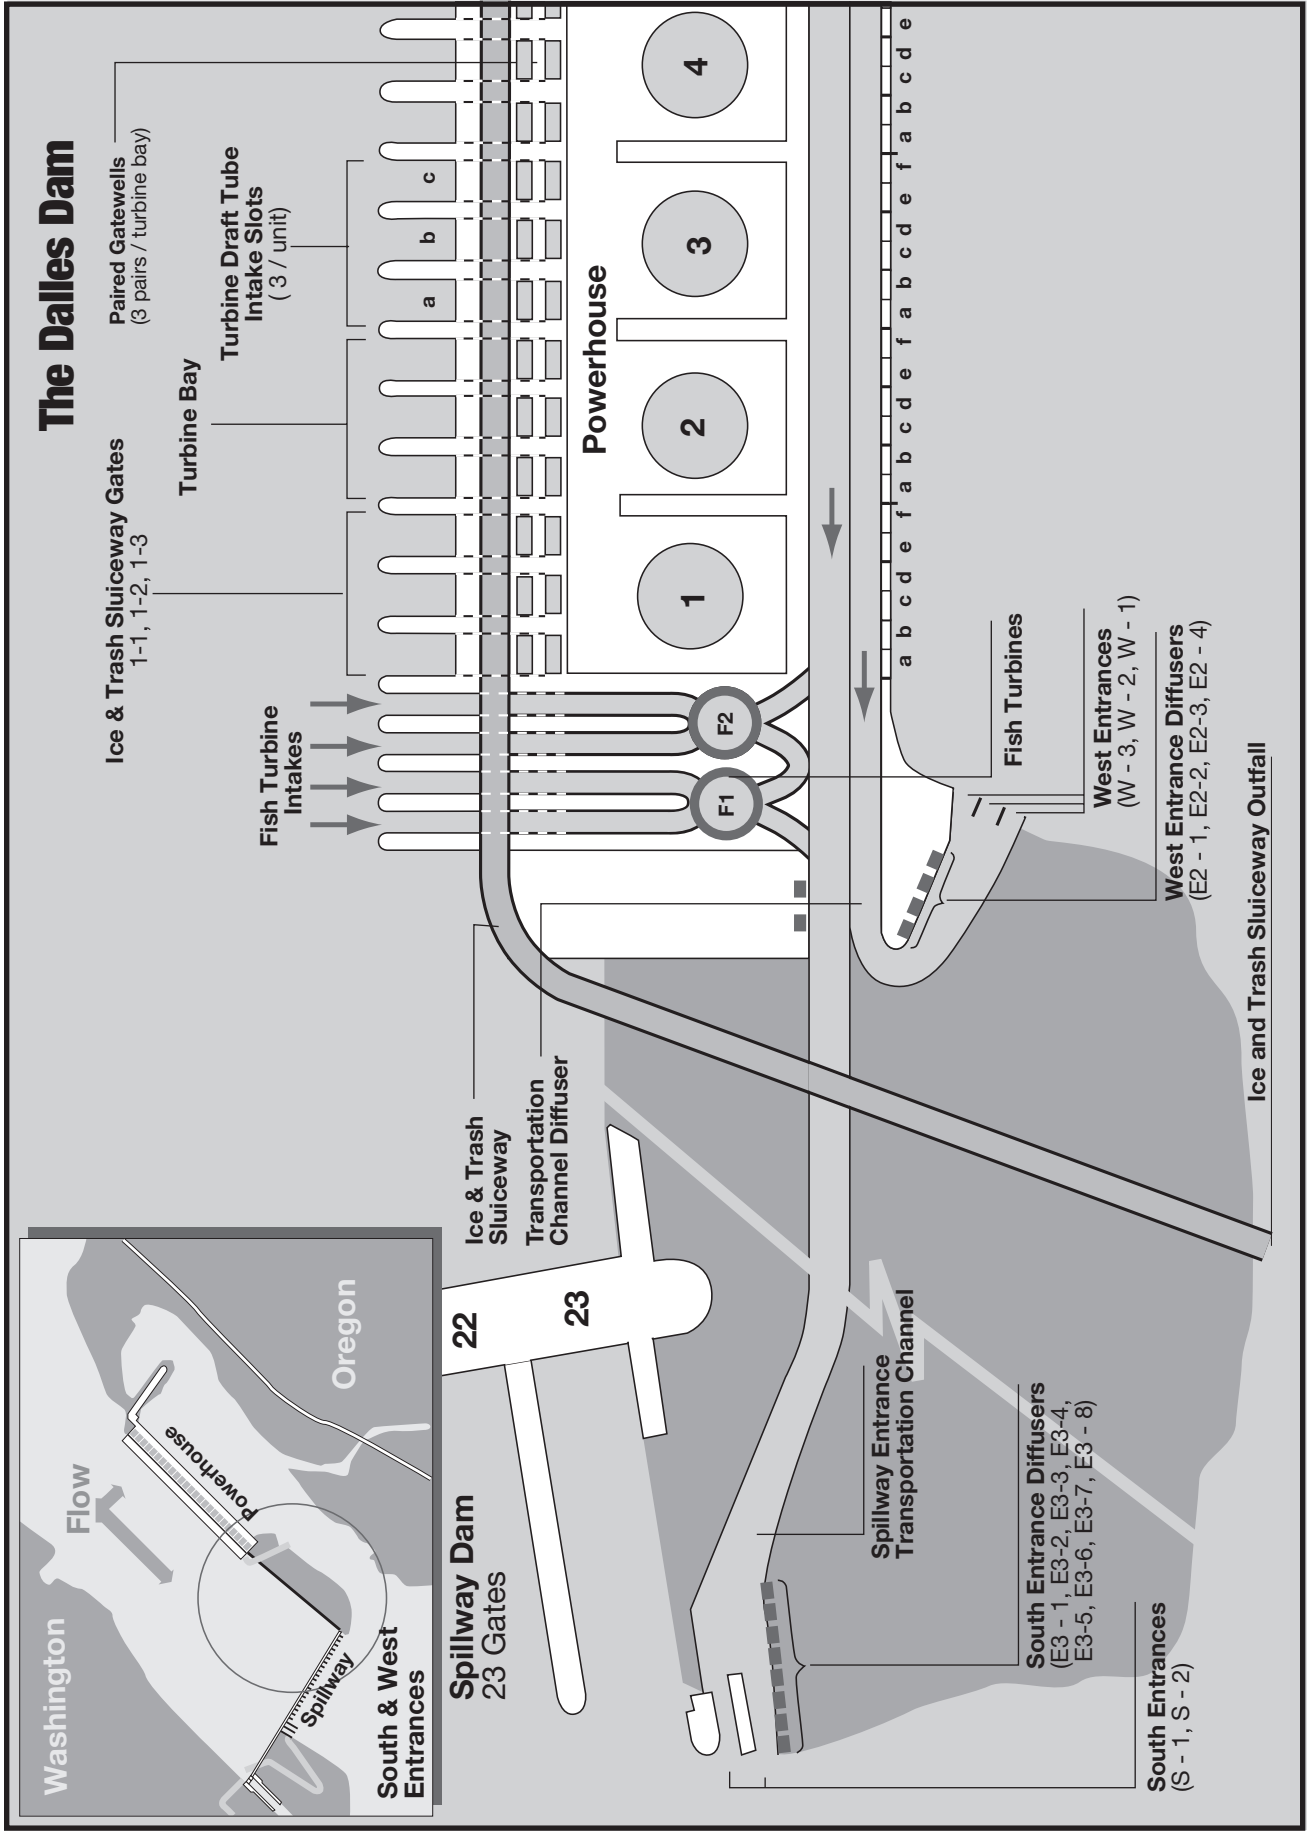 The Dalles Dam
Paired Gatewells
(3 pairs / turbine bay)
Turbine Draft Tube
Intake Slots
( 3 / unit)
Turbine Bay
Ice & Trash Sluiceway Gates
1-1, 1-2, 1-3
Fish Turbine
Intakes
a b c
Powerhouse
1 2 3 4
F1 F2
a b c d e f a b c d e f a b c d e f a b c d e
Fish Turbines
West Entrances
(W - 3, W - 2, W - 1)
West Entrance Diffusers
(E2 - 1, E2-2, E2-3, E2 - 4)
Ice and Trash Sluiceway Outfall
Ice & Trash
Sluiceway
Transportation
Channel Diffuser
22
23
Spillway Dam
23 Gates
Spillway Entrance
Transportation Channel
South Entrance Diffusers
(E3 - 1, E3-2, E3-3, E3-4,
E3-5, E3-6, E3-7, E3 - 8)
South Entrances
(S - 1, S - 2)
Washington
Flow
Oregon
Powerhouse
Spillway
South & West
Entrances